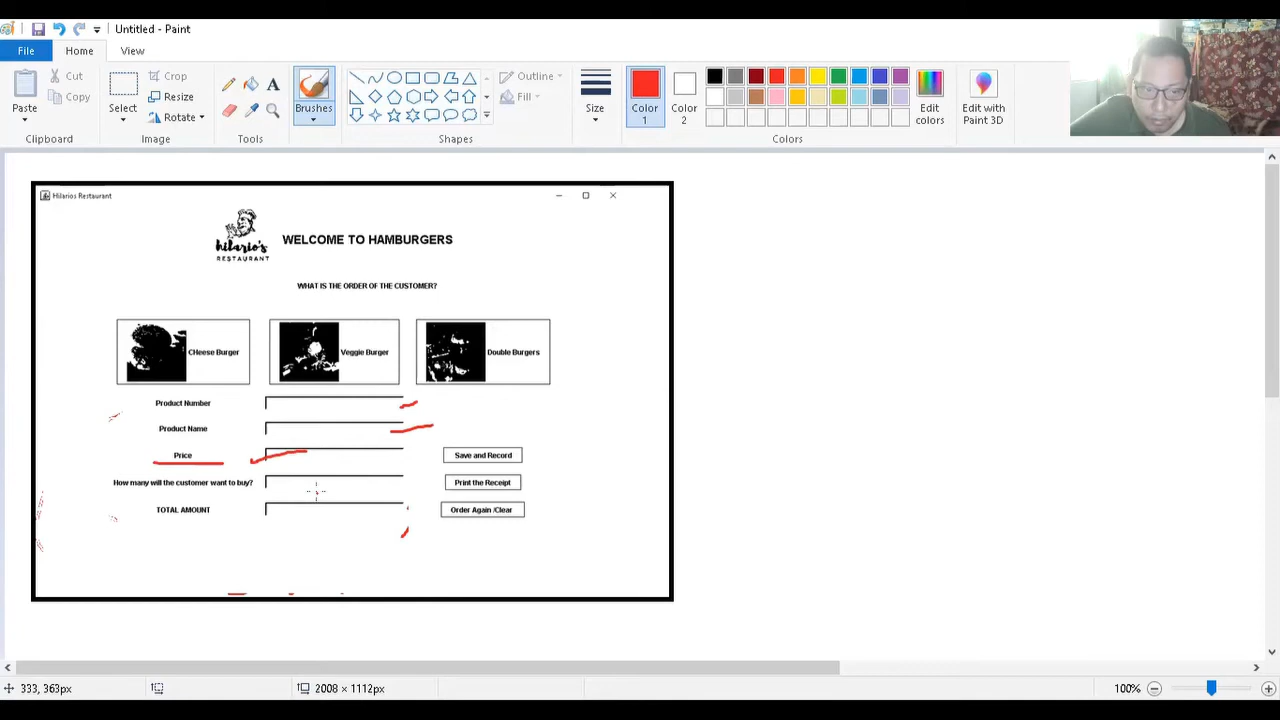 Untitled - Paint
File
Home
View
Paste
Cut
Copy
Clipboard
Select
Crop
Resize
Rotate
Image
Tools
Brushes
Shapes
Outline
Fill
Size
Color 1
Color 2
Edit colors
Edit with Paint 3D
Colors
Hilarios Restaurant
hilario's
RESTAURANT
WELCOME TO HAMBURGERS
WHAT IS THE ORDER OF THE CUSTOMER?
CHeese Burger
Veggie Burger
Double Burgers
Product Number
Product Name
Price
Save and Record
How many will the customer want to buy?
Print the Receipt
TOTAL AMOUNT
Order Again /Clear
333, 363px
2008 × 1112px
100%